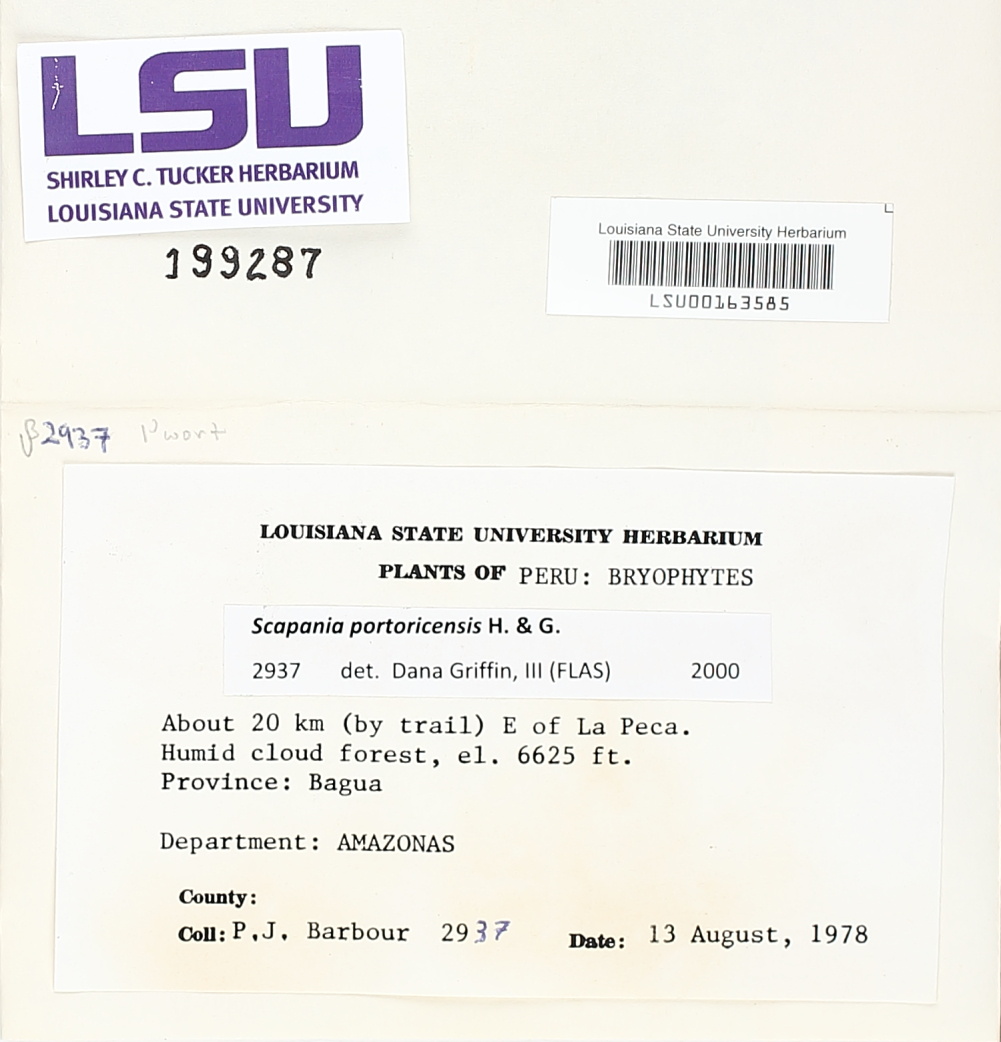 LSU
SHIRLEY C. TUCKER HERBARIUM
LOUISIANA STATE UNIVERSITY
199287
Louisiana State University Herbarium
LSU00163585
2937
LOUISIANA STATE UNIVERSITY HERBARIUM
PLANTS OF PERU: BRYOPHYTES
Scapania portoricensis H. & G.
2937 det. Dana Griffin, III (FLAS) 2000
About 20 km (by trail) E of La Peca.
Humid cloud forest, el. 6625 ft.
Province: Bagua
Department: AMAZONAS
County:
Coll: P.J. Barbour 2937 Date: 13 August, 1978